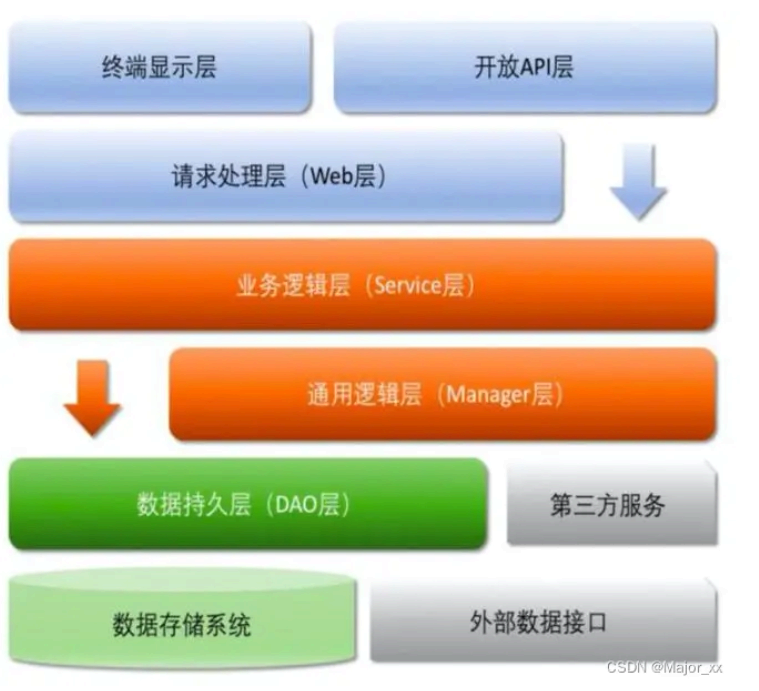 终端显示层
开放API层
请求处理层（Web层）
业务逻辑层（Service层）
通用逻辑层（Manager层）
数据持久层（DAO层）
第三方服务
数据存储系统
外部数据接口
CSDN @Major_xx